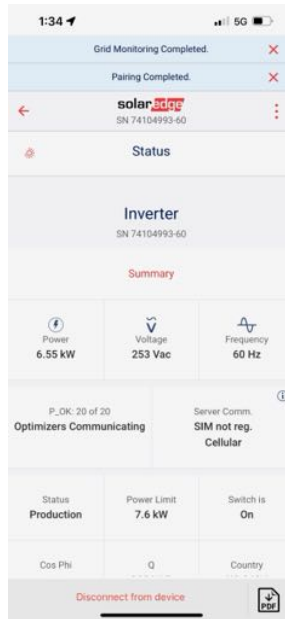 1:34
5G
Grid Monitoring Completed.
Pairing Completed.
solaredge
SN 74104993-60
Status
Inverter
SN 74104993-60
Summary
Power
6.55 kW
Voltage
253 Vac
Frequency
60 Hz
P_OK: 20 of 20
Optimizers Communicating
Server Comm.
SIM not reg.
Cellular
Status
Production
Power Limit
7.6 kW
Switch is
On
Cos Phi
Q
Country
Disconnect from device
PDF